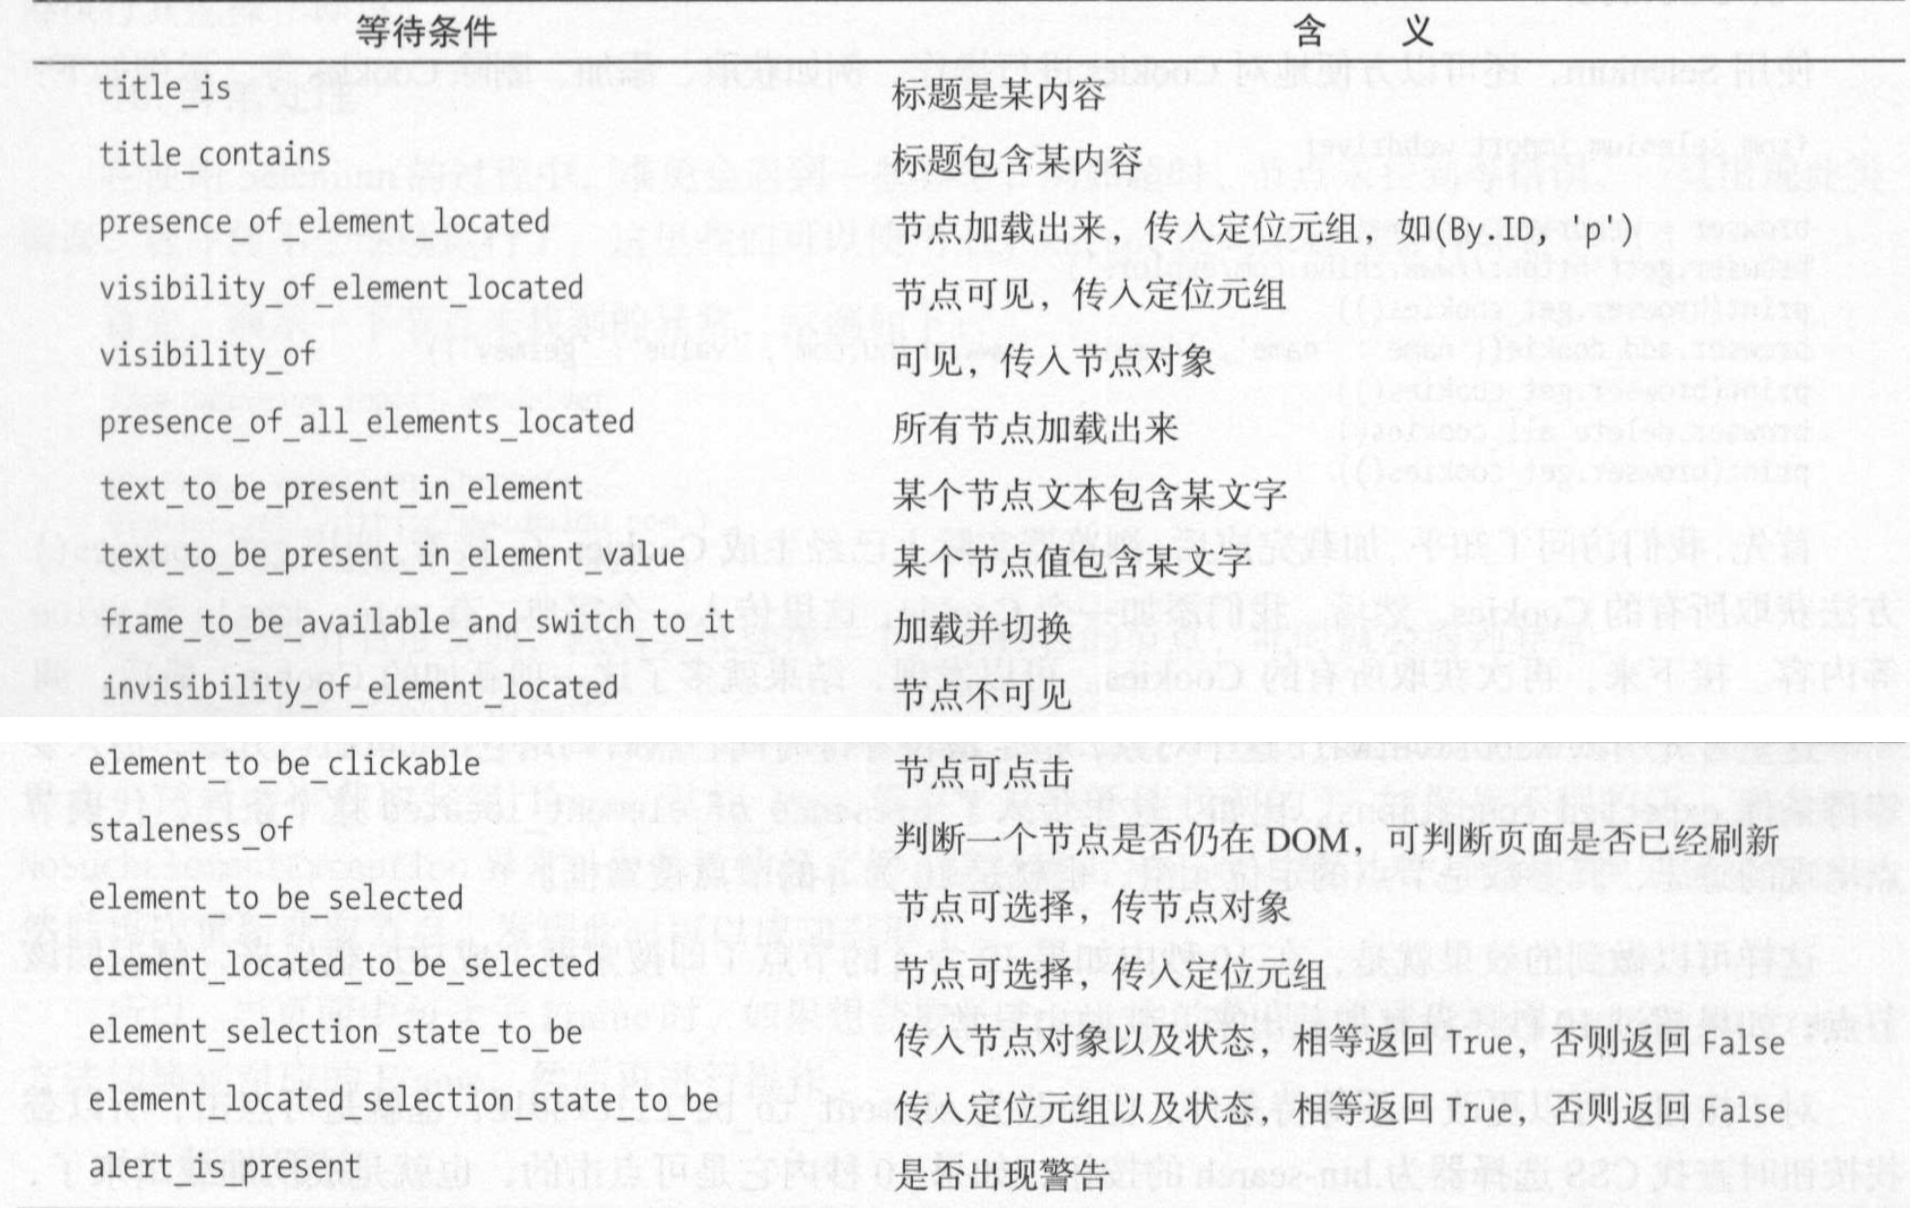 等待条件 含 义
title_is 标题是某内容
title_contains 标题包含某内容
presence_of_element_located 节点加载出来，传入定位元组，如(By.ID, 'p')
visibility_of_element_located 节点可见，传入定位元组
visibility_of 可见，传入节点对象
presence_of_all_elements_located 所有节点加载出来
text_to_be_present_in_element 某个节点文本包含某文字
text_to_be_present_in_element_value 某个节点值包含某文字
frame_to_be_available_and_switch_to_it 加载并切换
invisibility_of_element_located 节点不可见
element_to_be_clickable 节点可点击
staleness_of 判断一个节点是否仍在 DOM，可判断页面是否已经刷新
element_to_be_selected 节点可选择，传节点对象
element_located_to_be_selected 节点可选择，传入定位元组
element_selection_state_to_be 传入节点对象以及状态，相等返回 True，否则返回 False
element_located_selection_state_to_be 传入定位元组以及状态，相等返回 True，否则返回 False
alert_is_present 是否出现警告